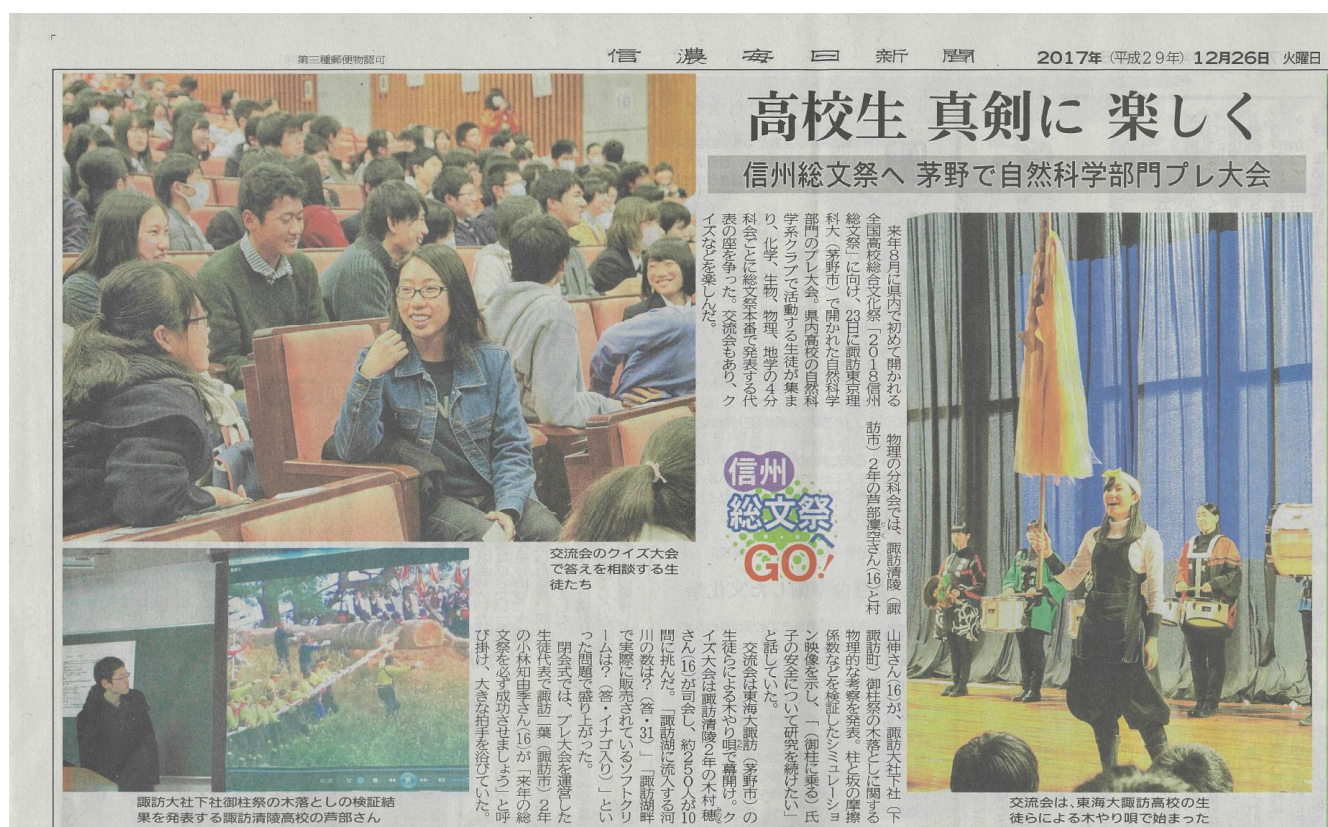 第三種郵便物認可
信濃毎日新聞
2017年(平成29年)12月26日 火曜日
高校生 真剣に 楽しく
信州総文祭へ 茅野で自然科学部門プレ大会
来年8月に県内で初めて開かれる
全国高校総合文化祭「2018信州
総文祭」に向け、23日に諏訪東京理
科大(茅野市)で開かれた自然科学
部門のプレ大会。県内高校の自然科
学系クラブで活動する生徒が集ま
り、化学、生物、物理、地学の4分
科会ごとに総文祭本番で発表する代
表の座を争った。交流会もあり、ク
イズなどを楽しんだ。
物理の分科会では、諏訪清陵(諏
訪市)2年の芦部凜空さん(16)と村
山伸さん(16)が、諏訪大社下社(下
諏訪町)御柱祭の木落としに関する
物理的な考察を発表。柱と坂の摩擦
係数などを検証したシミュレーショ
ン映像を示し、「(御柱に乗る)氏
子の安全について研究を続けたい」
と話していた。
交流会は東海大諏訪(茅野市)の
生徒らによる木やり唄で幕開け。ク
イズ大会は諏訪清陵2年の木村穂
さん(16)が司会し、約250人が10
問に挑んだ。「諏訪湖に流入する河
川の数は?(答・31)」「諏訪湖畔
で実際に販売されているソフトクリ
ームは?(答・イナゴ入り)」とい
った問題で盛り上がった。
閉会式では、プレ大会を運営した
生徒代表で諏訪二葉(諏訪市)2年
の小林知由季さん(16)が「来年の総
文祭を必ず成功させましょう」と呼
び掛け、大きな拍手を浴びていた。
信州
総文祭へ
GO!
交流会のクイズ大会
で答えを相談する生
徒たち
諏訪大社下社御柱祭の木落としの検証結
果を発表する諏訪清陵高校の芦部さん
交流会は、東海大諏訪高校の生
徒らによる木やり唄で始まった